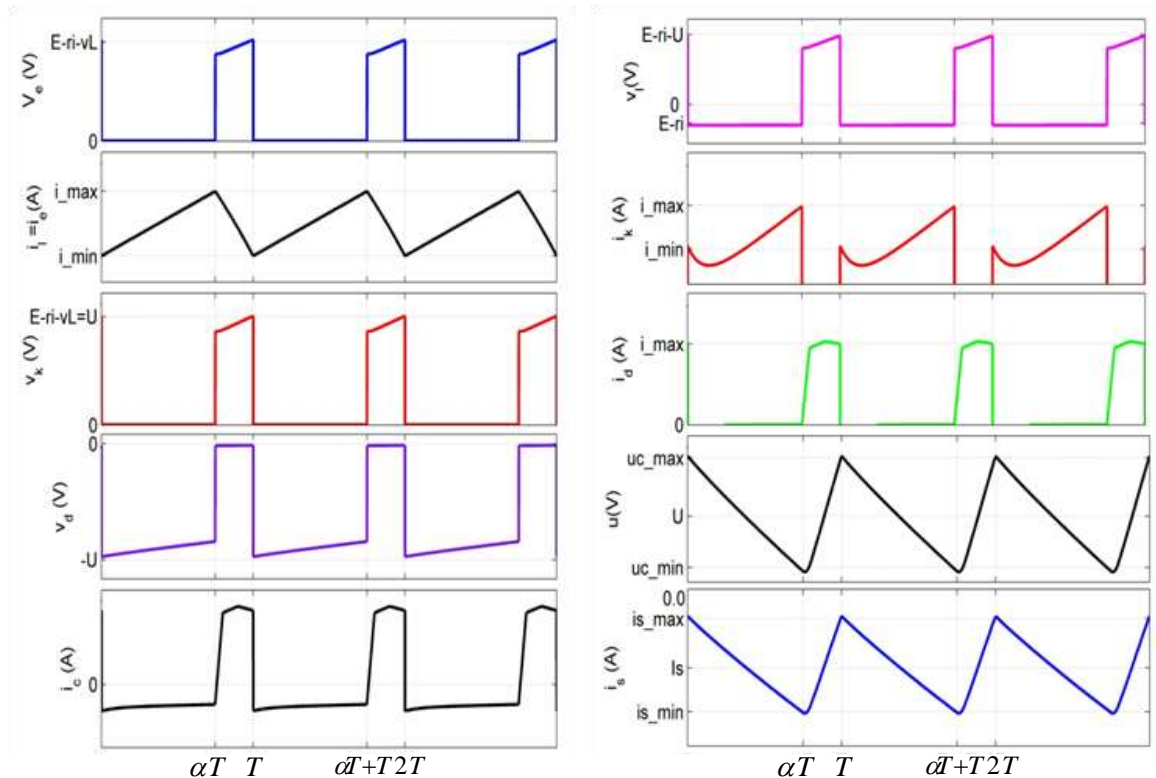 E-ri-vL
V_e (V)
0
i_max
i_l =i_e(A)
i_min
E-ri-vL=U
v_k (V)
0
0
v_d (V)
-U
i_c (A)
0
αT T αT+T 2T
E-ri-U
v_l(V)
0
E-ri
i_max
i_k (A)
i_min
i_max
i_d (A)
0
uc_max
u(V)
U
uc_min
0.0
is_max
i_s (A)
Is
is_min
αT T αT+T 2T